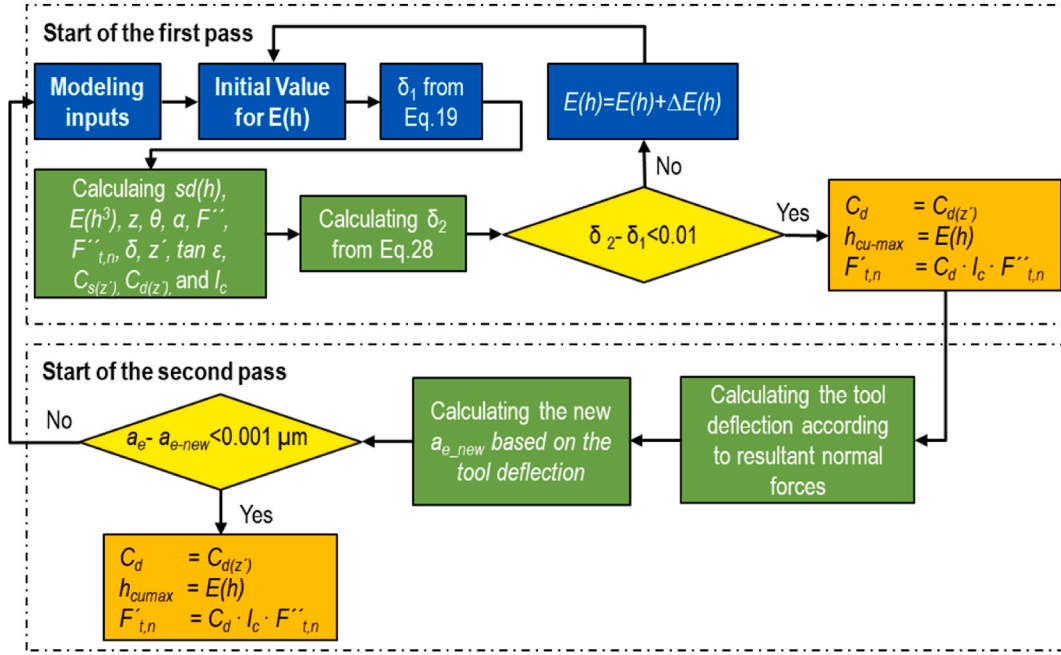 Start of the first pass
Modeling
inputs
Initial Value
for E(h)
δ₁ from
Eq.19
E(h)=E(h)+ΔE(h)
No
Calculaing sd(h),
E(h³), z, θ, α, F´´,
F´´t,n, δ, z´, tan ε,
Cs(z´), Cd(z´), and lc
Calculating δ₂
from Eq.28
δ ₂- δ₁<0.01
Yes
Cd = Cd(z´)
hcu-max = E(h)
F´t,n = Cd · lc · F´´t,n
Start of the second pass
Calculating the tool
deflection according
to resultant normal
forces
Calculating the new
ae_new based on the
tool deflection
ae- ae-new<0.001 µm
No
Yes
Cd = Cd(z´)
hcumax = E(h)
F´t,n = Cd · lc · F´´t,n